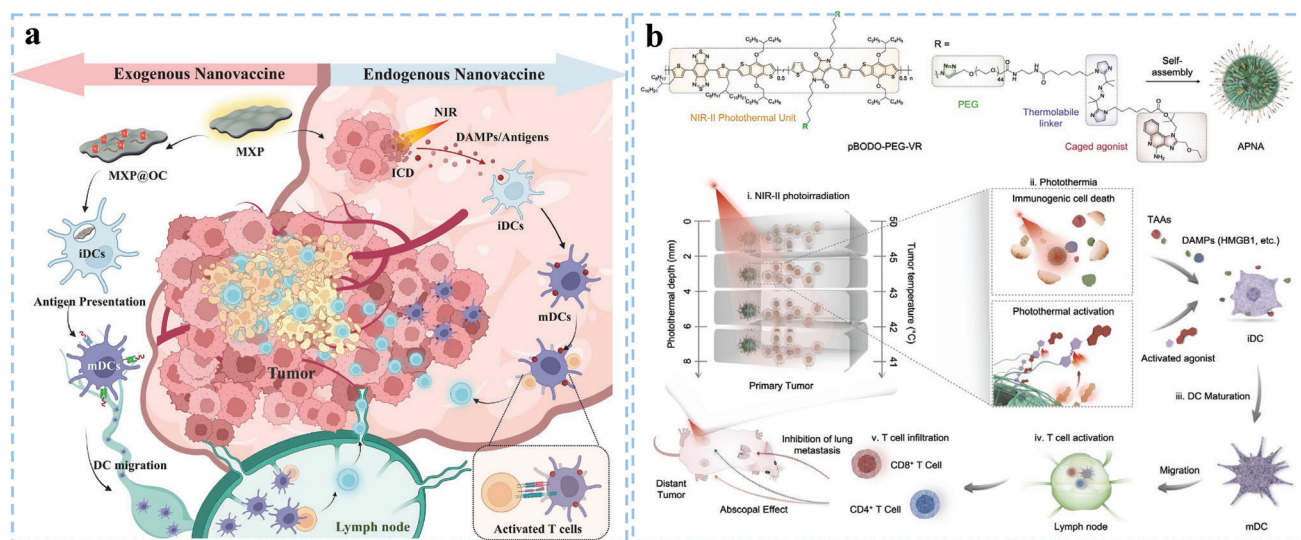 a
Exogenous Nanovaccine
Endogenous Nanovaccine
MXP
MXP@OC
iDCs
Antigen Presentation
mDCs
DC migration
NIR
DAMPs/Antigens
ICD
iDCs
mDCs
Tumor
Lymph node
Activated T cells
b
NIR-II Photothermal Unit
pBODO-PEG-VR
R =
PEG
Thermolabile
linker
Caged agonist
Self-
assembly
APNA
i. NIR-II photoirradiation
Photothermal depth (mm)
0
2
4
6
8
Tumor temperature (°C)
50
45
43
42
41
Primary Tumor
ii. Photothermia
Immunogenic cell death
Photothermal activation
TAAs
DAMPs (HMGB1, etc.)
Activated agonist
iDC
iii. DC Maturation
mDC
Migration
iv. T cell activation
Lymph node
v. T cell infiltration
CD8⁺ T Cell
CD4⁺ T Cell
Inhibition of lung
metastasis
Distant
Tumor
Abscopal Effect